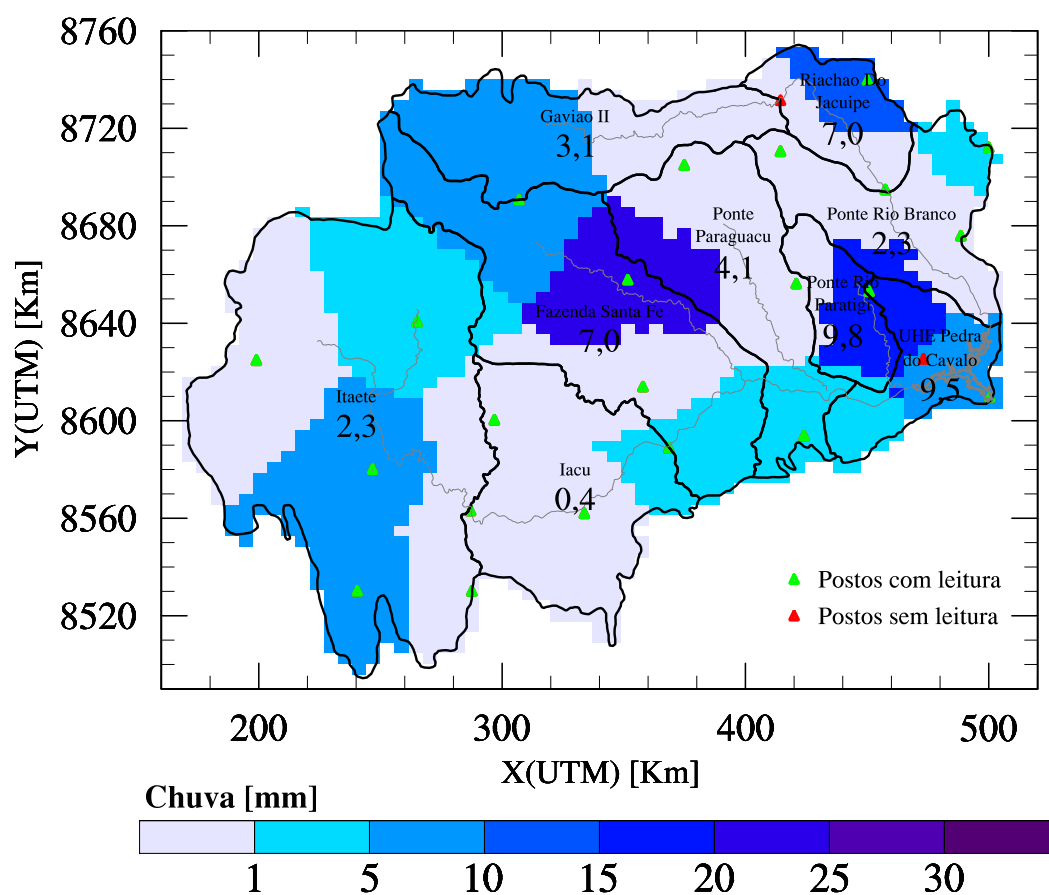 8760
8720
8680
8640
8600
8560
8520
Y(UTM) [Km]
Riachao Do
Jacuipe
7,0
Gaviao II
3,1
Ponte
Paraguacu
4,1
Ponte Rio Branco
2,3
Ponte Rio
Paratigi
9,8
Fazenda Santa Fe
7,0
UHE Pedra
do Cavalo
9,5
Itaete
2,3
Iacu
0,4
Postos com leitura
Postos sem leitura
200 300 400 500
X(UTM) [Km]
Chuva [mm]
1 5 10 15 20 25 30